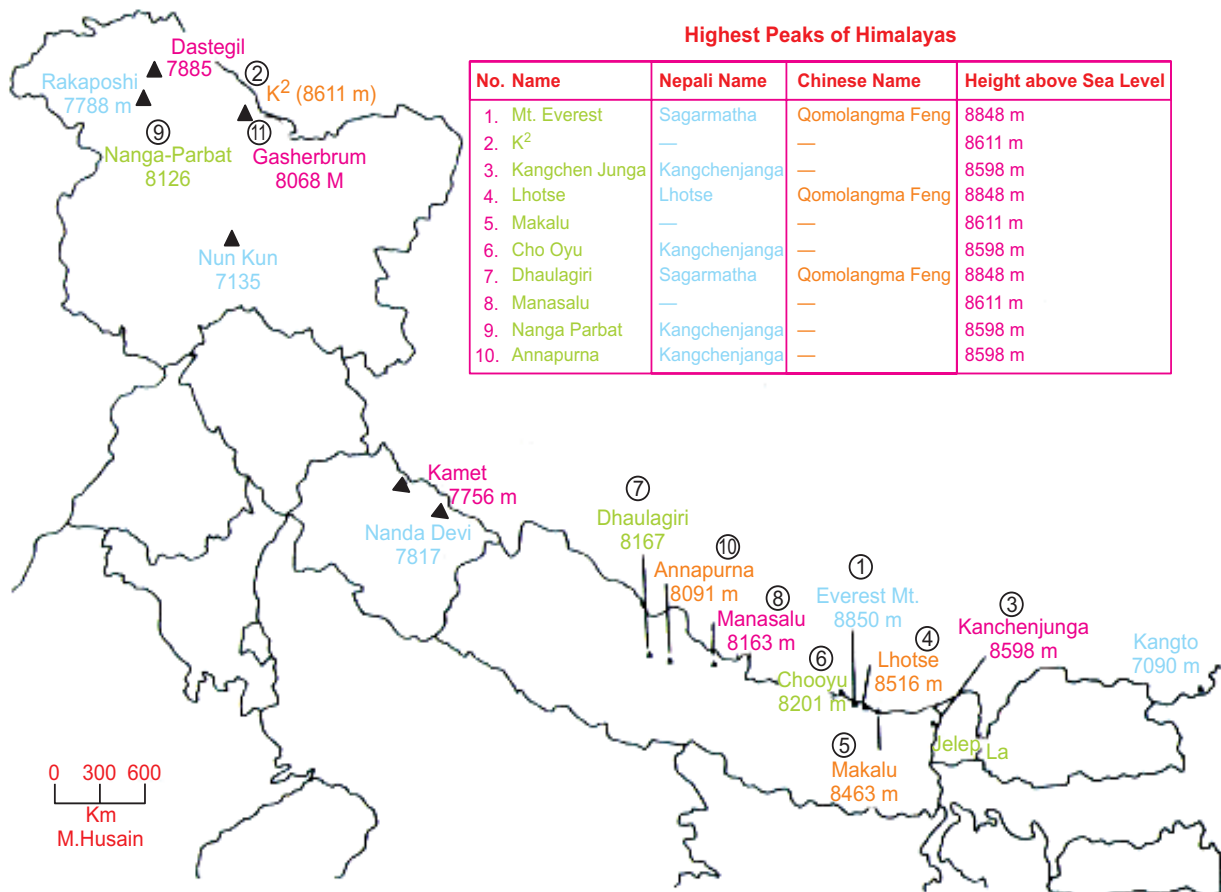 Highest Peaks of Himalayas
No. Name Nepali Name Chinese Name Height above Sea Level
1. Mt. Everest Sagarmatha Qomolangma Feng 8848 m
2. K² — — 8611 m
3. Kangchen Junga Kangchenjanga — 8598 m
4. Lhotse Lhotse Qomolangma Feng 8848 m
5. Makalu — — 8611 m
6. Cho Oyu Kangchenjanga — 8598 m
7. Dhaulagiri Sagarmatha Qomolangma Feng 8848 m
8. Manasalu — — 8611 m
9. Nanga Parbat Kangchenjanga — 8598 m
10. Annapurna Kangchenjanga — 8598 m
Dastegil
7885
Rakaposhi
7788 m
2
K² (8611 m)
9
Nanga-Parbat
8126
11
Gasherbrum
8068 M
Nun Kun
7135
Kamet
7756 m
Nanda Devi
7817
7
Dhaulagiri
8167
10
Annapurna
8091 m
8
Manasalu
8163 m
1
Everest Mt.
8850 m
6
Chooyu
8201 m
4
Lhotse
8516 m
3
Kanchenjunga
8598 m
Kangto
7090 m
5
Makalu
8463 m
Jelep La
0 300 600
Km
M.Husain